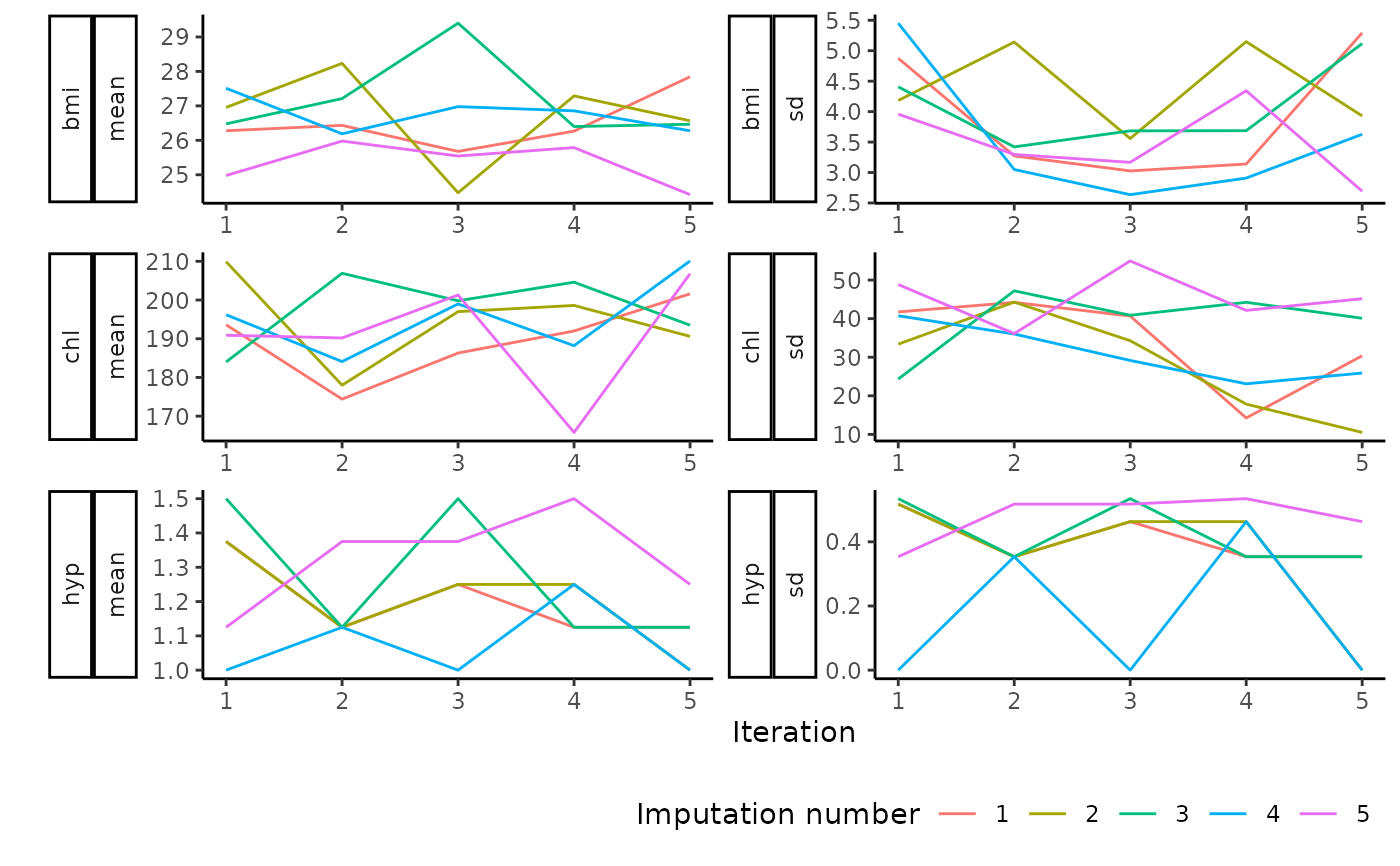 bmi
mean
29
28
27
26
25
1 2 3 4 5
bmi
sd
5.5
5.0
4.5
4.0
3.5
3.0
2.5
1 2 3 4 5
chl
mean
210
200
190
180
170
1 2 3 4 5
chl
sd
50
40
30
20
10
1 2 3 4 5
hyp
mean
1.5
1.4
1.3
1.2
1.1
1.0
1 2 3 4 5
hyp
sd
0.4
0.2
0.0
1 2 3 4 5
Iteration
Imputation number 1 2 3 4 5